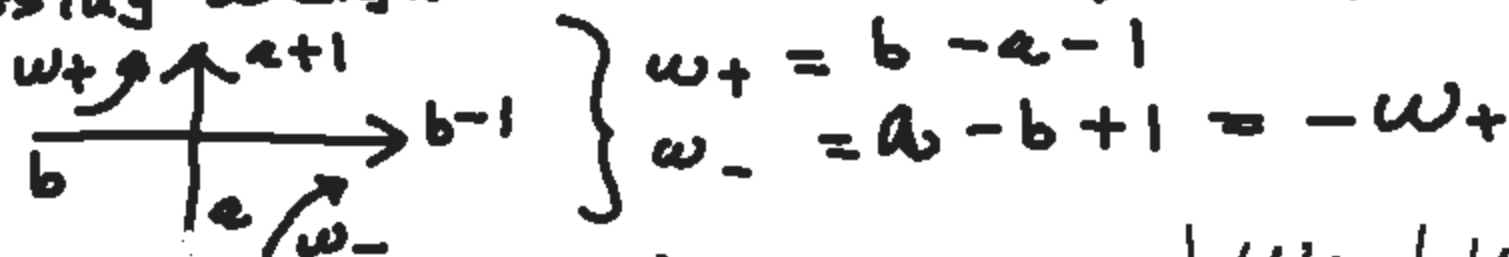 w+ a+1
b b-1
a w-
w+ = b - a - 1
w- = a - b + 1 = - w+